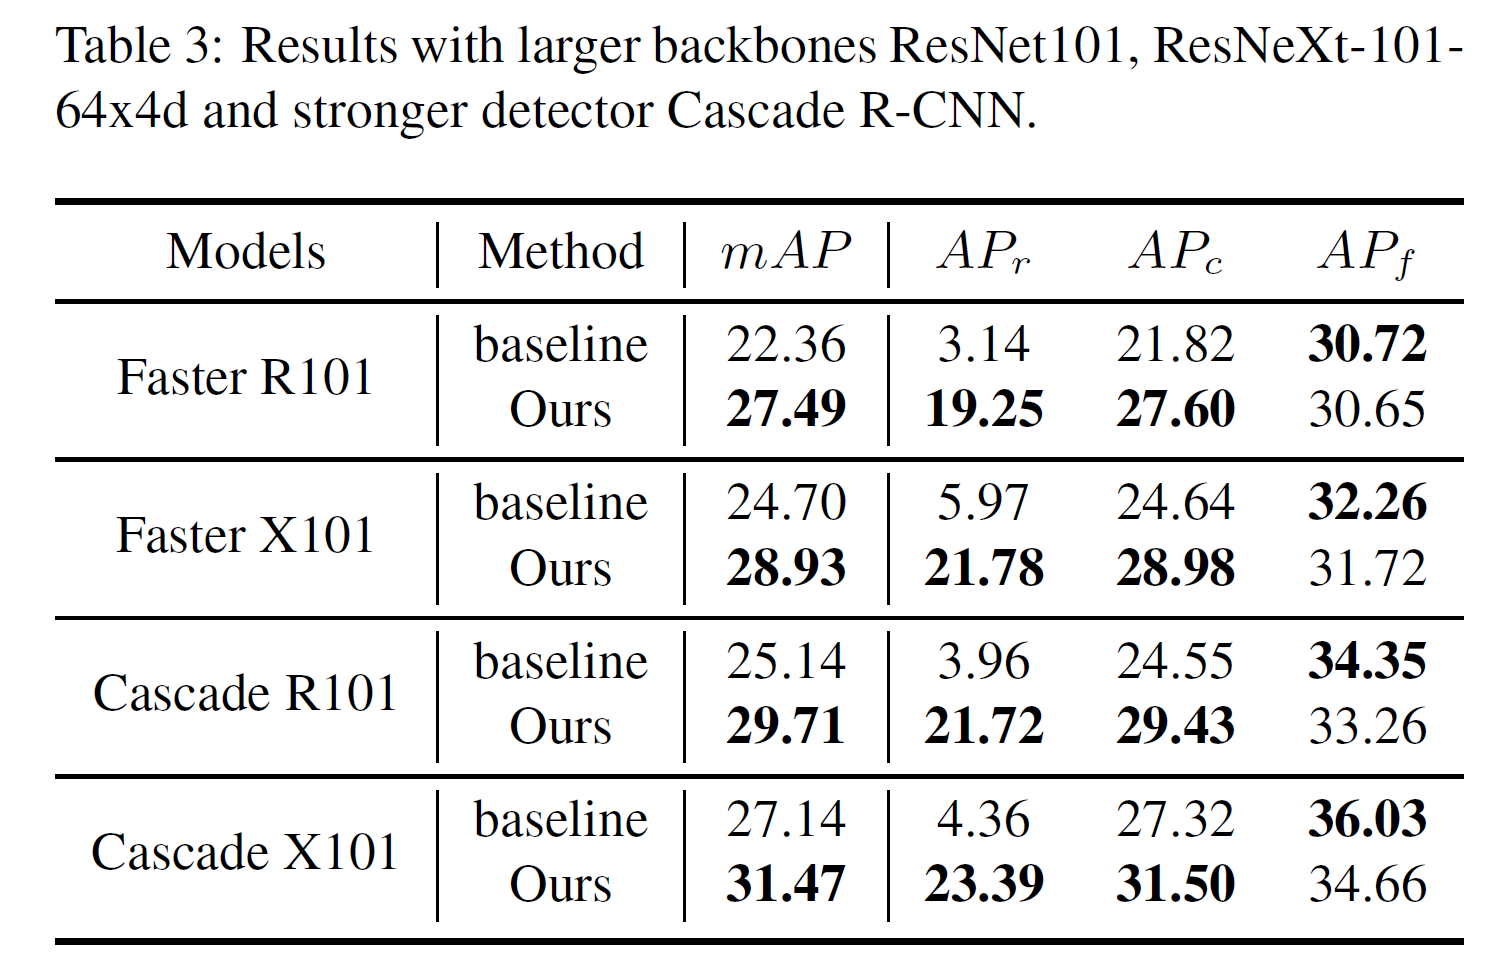 Table 3: Results with larger backbones ResNet101, ResNeXt-101-
64x4d and stronger detector Cascade R-CNN.
Models Method mAP APr APc APf
Faster R101 baseline 22.36 3.14 21.82 30.72
Ours 27.49 19.25 27.60 30.65
Faster X101 baseline 24.70 5.97 24.64 32.26
Ours 28.93 21.78 28.98 31.72
Cascade R101 baseline 25.14 3.96 24.55 34.35
Ours 29.71 21.72 29.43 33.26
Cascade X101 baseline 27.14 4.36 27.32 36.03
Ours 31.47 23.39 31.50 34.66